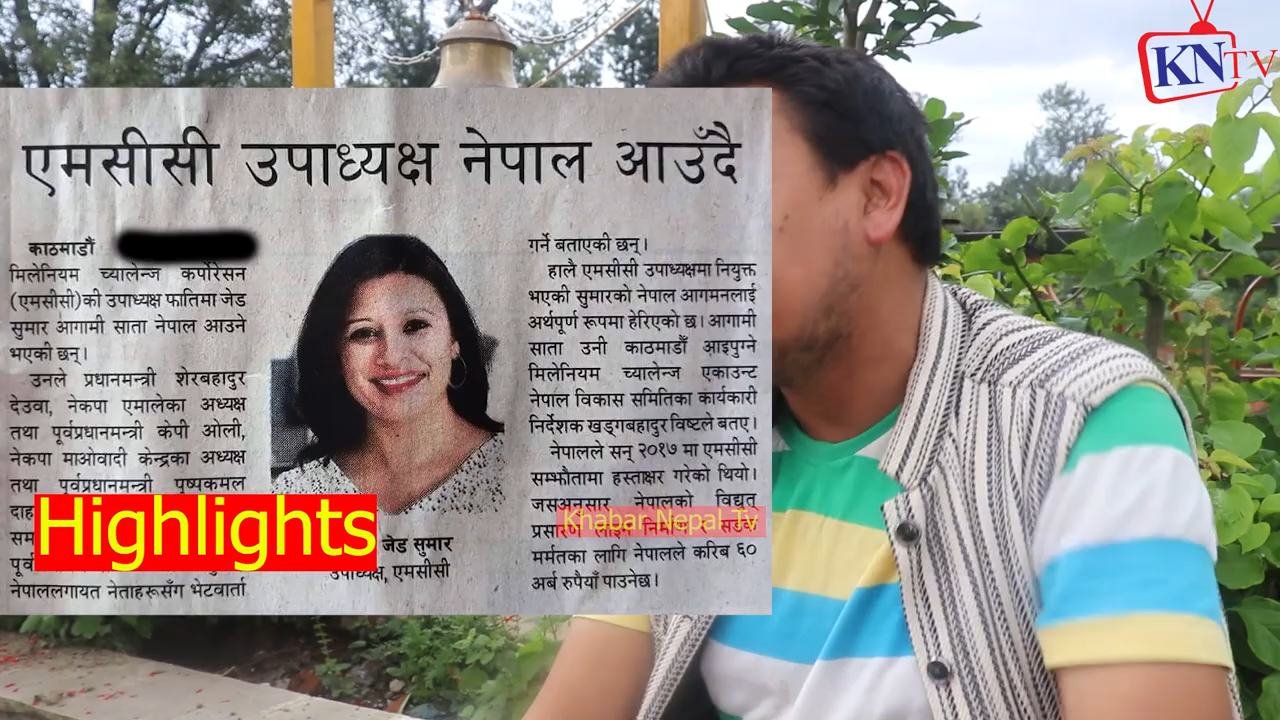 KNTV
एमसीसी उपाध्यक्ष नेपाल आउँदै
काठमाडौं
मिलेनियम च्यालेन्ज कर्पोरेसन
(एमसीसी)की उपाध्यक्ष फातिमा जेड
सुमार आगामी साता नेपाल आउने
भएकी छन्।
उनले प्रधानमन्त्री शेरबहादुर
देउवा, नेकपा एमालेका अध्यक्ष
तथा पूर्वप्रधानमन्त्री केपी ओली,
नेकपा माओवादी केन्द्रका अध्यक्ष
तथा पूर्वप्रधानमन्त्री पुष्पकमल
नेपाललगायत नेताहरूसँग भेटवार्ता
Highlights
जेड सुमार
उपाध्यक्ष, एमसीसी
गर्ने बताएकी छन्।
हालै एमसीसी उपाध्यक्षमा नियुक्त
भएकी सुमारको नेपाल आगमनलाई
अर्थपूर्ण रूपमा हेरिएको छ। आगामी
साता उनी काठमाडौं आइपुग्ने
मिलेनियम च्यालेन्ज एकाउन्ट
नेपाल विकास समितिका कार्यकारी
निर्देशक खड्गबहादुर विष्टले बताए।
नेपालले सन् २०१७ मा एमसीसी
सम्झौतामा हस्ताक्षर गरेको थियो।
जसअनुसार नेपालको विद्युत
प्रसारण लाइन निर्माण र सडक
Khabar Nepal Tv
मर्मतका लागि नेपालले करिब ६०
अर्ब रुपैयाँ पाउनेछ।